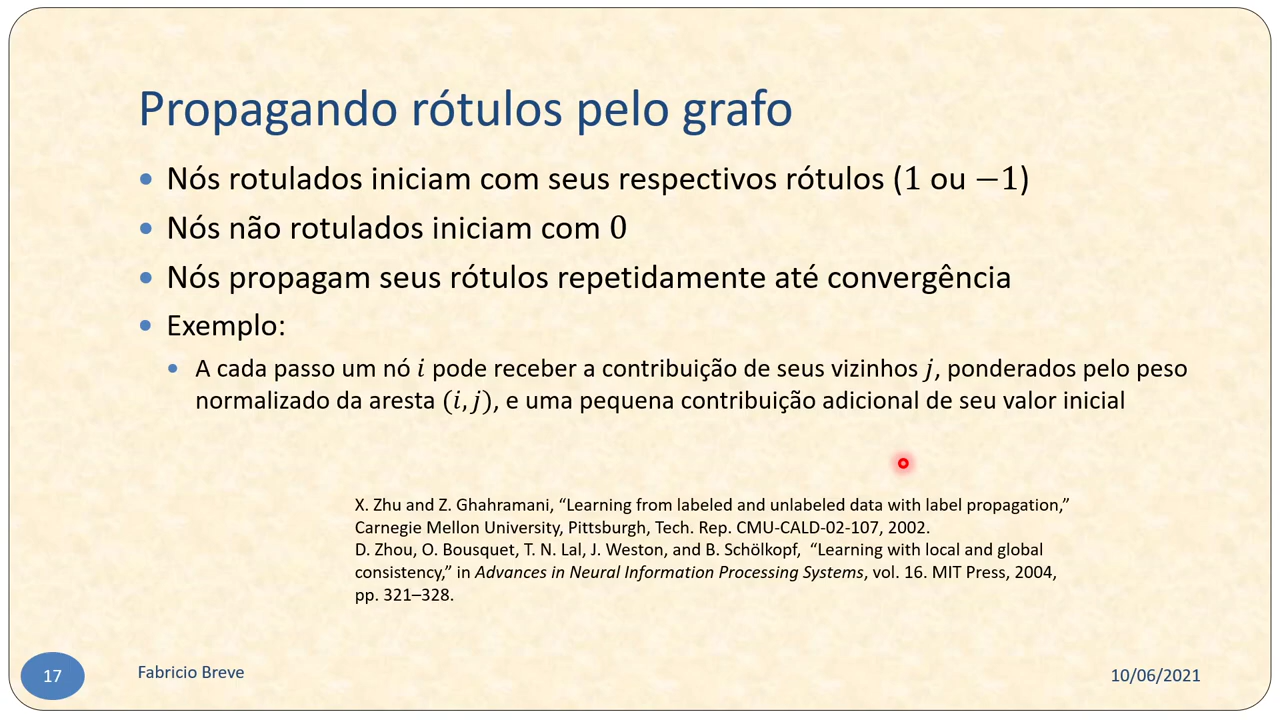 Propagando rótulos pelo grafo
• Nós rotulados iniciam com seus respectivos rótulos (1 ou −1)
• Nós não rotulados iniciam com 0
• Nós propagam seus rótulos repetidamente até convergência
• Exemplo:
• A cada passo um nó i pode receber a contribuição de seus vizinhos j, ponderados pelo peso
normalizado da aresta (i, j), e uma pequena contribuição adicional de seu valor inicial
X. Zhu and Z. Ghahramani, “Learning from labeled and unlabeled data with label propagation,”
Carnegie Mellon University, Pittsburgh, Tech. Rep. CMU-CALD-02-107, 2002.
D. Zhou, O. Bousquet, T. N. Lal, J. Weston, and B. Schölkopf, “Learning with local and global
consistency,” in Advances in Neural Information Processing Systems, vol. 16. MIT Press, 2004,
pp. 321–328.
17
Fabricio Breve
10/06/2021